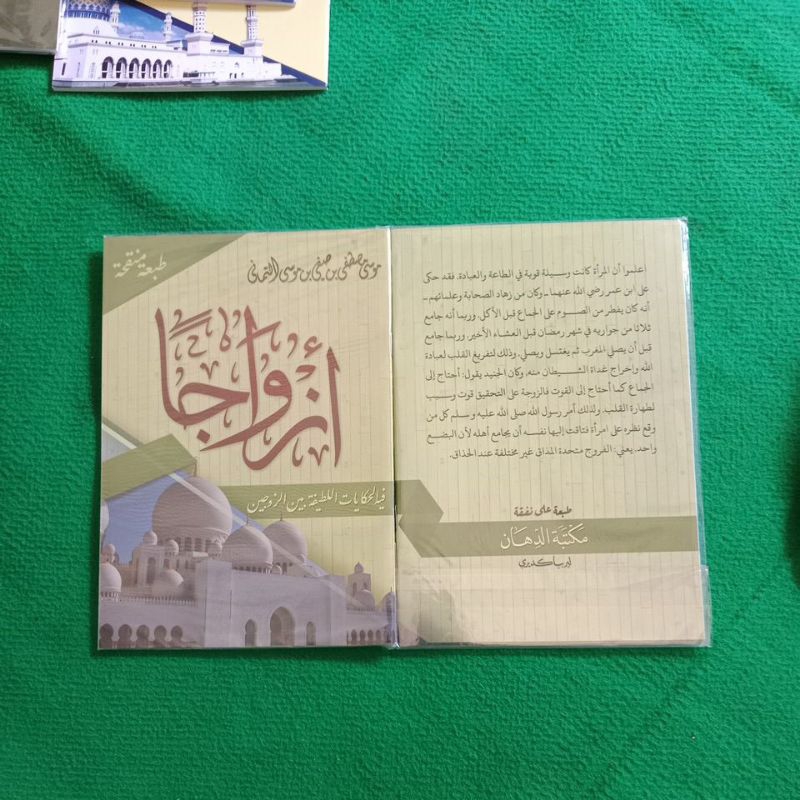 طبعة منقحة
موسى مصطفى بن صفي بن موسى التماني
أزواجا
في الحكايات اللطيفة بين الزوجين
اعلموا أن المرأة كانت وسيلة قوية في الطاعة والعبادة. فقد حكى
على ابن عمر رضي الله عنهما ـ وكان من زهاد الصحابة وعلمائهم ـ
أنه كان يفطر من الصوم على الجماع قبل الأكل. وربما أنه جامع
ثلاثا من جواريه في شهر رمضان قبل العشاء الأخير. وربما جامع
قبل أن يصلي المغرب ثم يغتسل ويصلي. وذلك لتفريغ القلب لعبادة
الله وإخراج غداة الشيطان منه. وكان الجنيد يقول: أحتاج إلى
الجماع كما أحتاج إلى القوت فالزوجة على التحقيق قوت وسبب
لطهارة القلب. ولذلك أمر رسول الله صلى الله عليه وسلم كل من
وقع نظره على امرأة فتاقت إليها نفسه أن يجامع أهله لأن البضع
واحد. يعني: الفروج متحدة المذاق غير مختلفة عند الحذاق.
طبعة على نفقة
مكتبة الدهان
ليربيا كديري